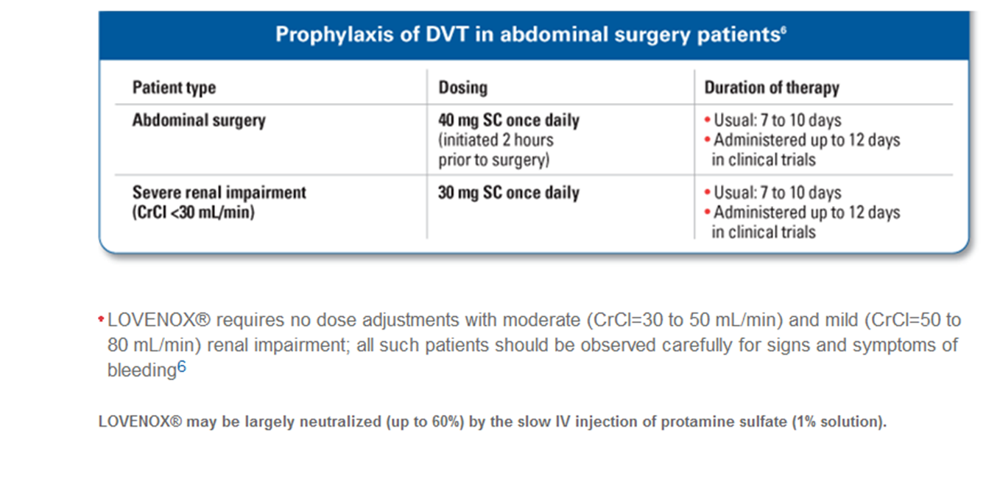 Prophylaxis of DVT in abdominal surgery patients⁶
Patient type Dosing Duration of therapy
Abdominal surgery 40 mg SC once daily • Usual: 7 to 10 days
(initiated 2 hours • Administered up to 12 days
prior to surgery) in clinical trials
Severe renal impairment 30 mg SC once daily • Usual: 7 to 10 days
(CrCl <30 mL/min) • Administered up to 12 days
in clinical trials
• LOVENOX® requires no dose adjustments with moderate (CrCl=30 to 50 mL/min) and mild (CrCl=50 to
80 mL/min) renal impairment; all such patients should be observed carefully for signs and symptoms of
bleeding⁶
LOVENOX® may be largely neutralized (up to 60%) by the slow IV injection of protamine sulfate (1% solution).